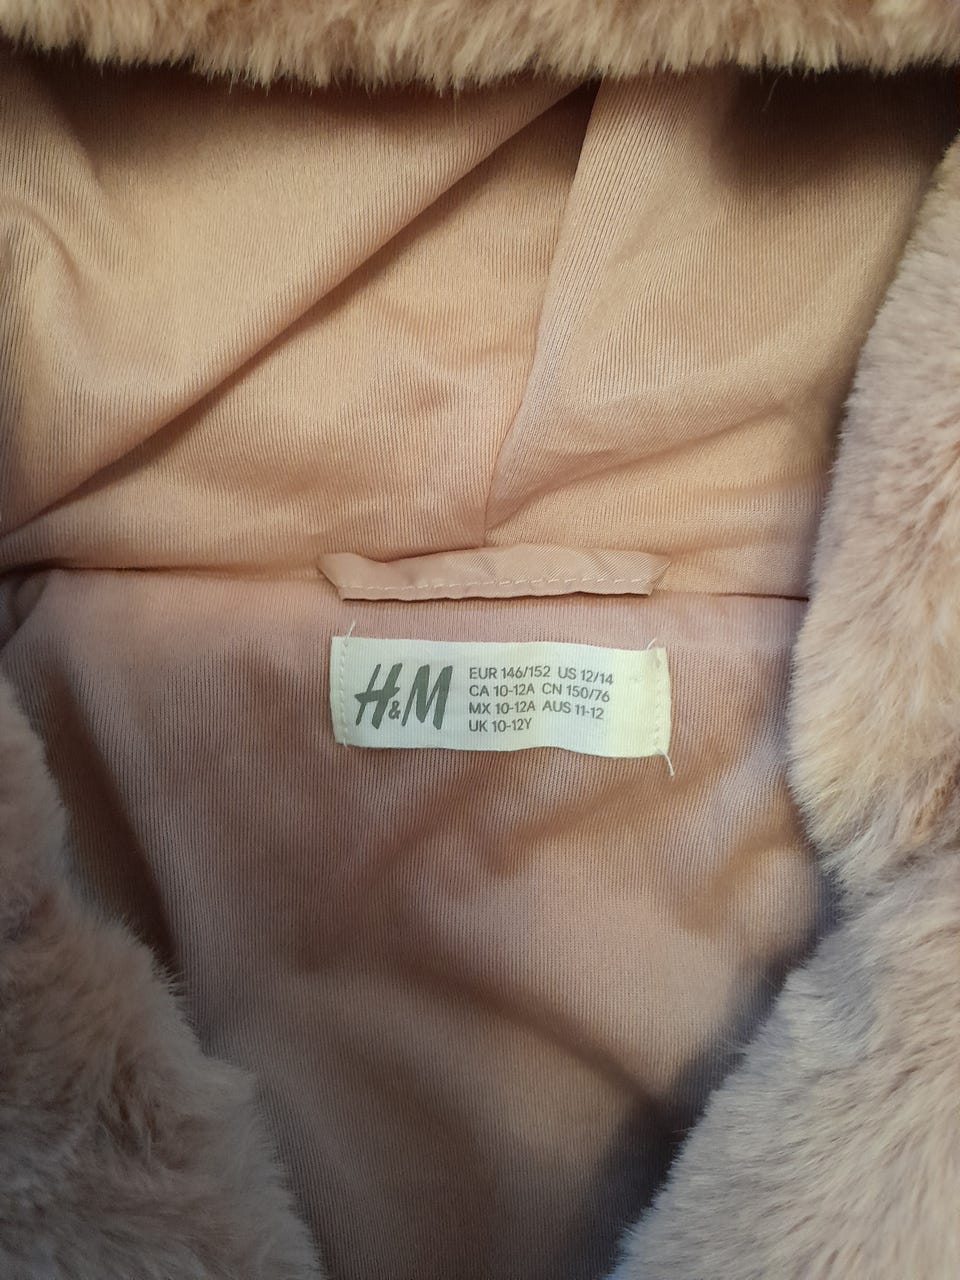 H&M
EUR 146/152 US 12/14
CA 10-12A CN 150/76
MX 10-12A AUS 11-12
UK 10-12Y